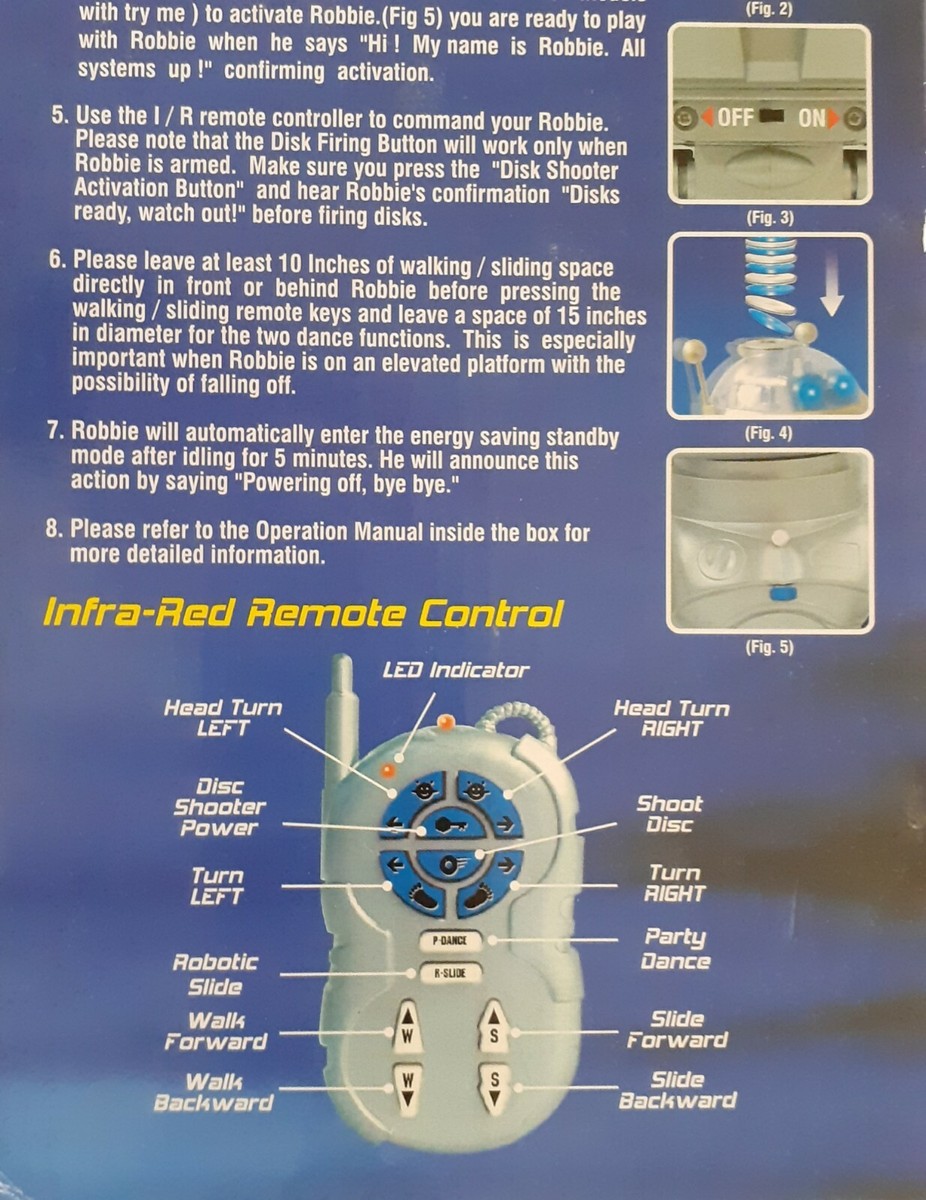 with try me ) to activate Robbie.(Fig 5) you are ready to play
with Robbie when he says "Hi ! My name is Robbie. All
systems up !" confirming activation.
5. Use the I / R remote controller to command your Robbie.
Please note that the Disk Firing Button will work only when
Robbie is armed. Make sure you press the "Disk Shooter
Activation Button" and hear Robbie's confirmation "Disks
ready, watch out!" before firing disks.
6. Please leave at least 10 Inches of walking / sliding space
directly in front or behind Robbie before pressing the
walking / sliding remote keys and leave a space of 15 inches
in diameter for the two dance functions. This is especially
important when Robbie is on an elevated platform with the
possibility of falling off.
7. Robbie will automatically enter the energy saving standby
mode after idling for 5 minutes. He will announce this
action by saying "Powering off, bye bye."
8. Please refer to the Operation Manual inside the box for
more detailed information.
(Fig. 2)
OFF ON
(Fig. 3)
(Fig. 4)
(Fig. 5)
Infra-Red Remote Control
LED Indicator
Head Turn
LEFT
Head Turn
RIGHT
Disc
Shooter
Power
Shoot
Disc
Turn
LEFT
Turn
RIGHT
P-DANCE
Party
Dance
Robotic
Slide
R-SLIDE
Walk
Forward
W
S
Slide
Forward
Walk
Backward
W
S
Slide
Backward